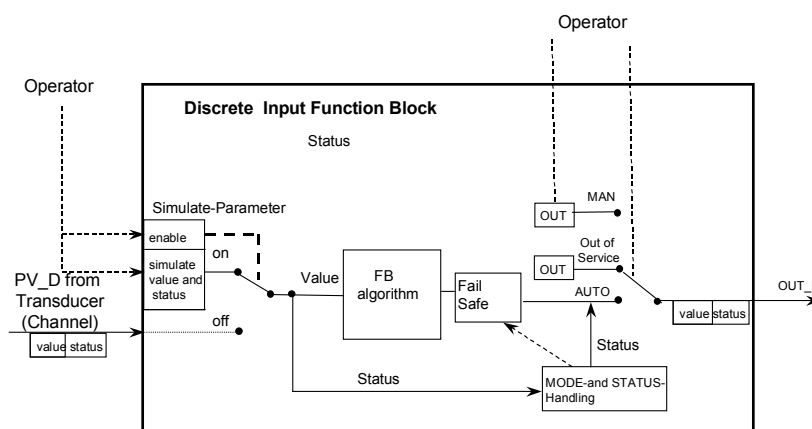 Operator
Operator
Discrete Input Function Block
Status
Simulate-Parameter
enable
simulate
value and
status
on
off
PV_D from
Transducer
(Channel)
value status
Value
FB
algorithm
Fail
Safe
OUT
MAN
OUT
Out of
Service
AUTO
OUT_
value status
Status
Status
MODE-and STATUS-
Handling